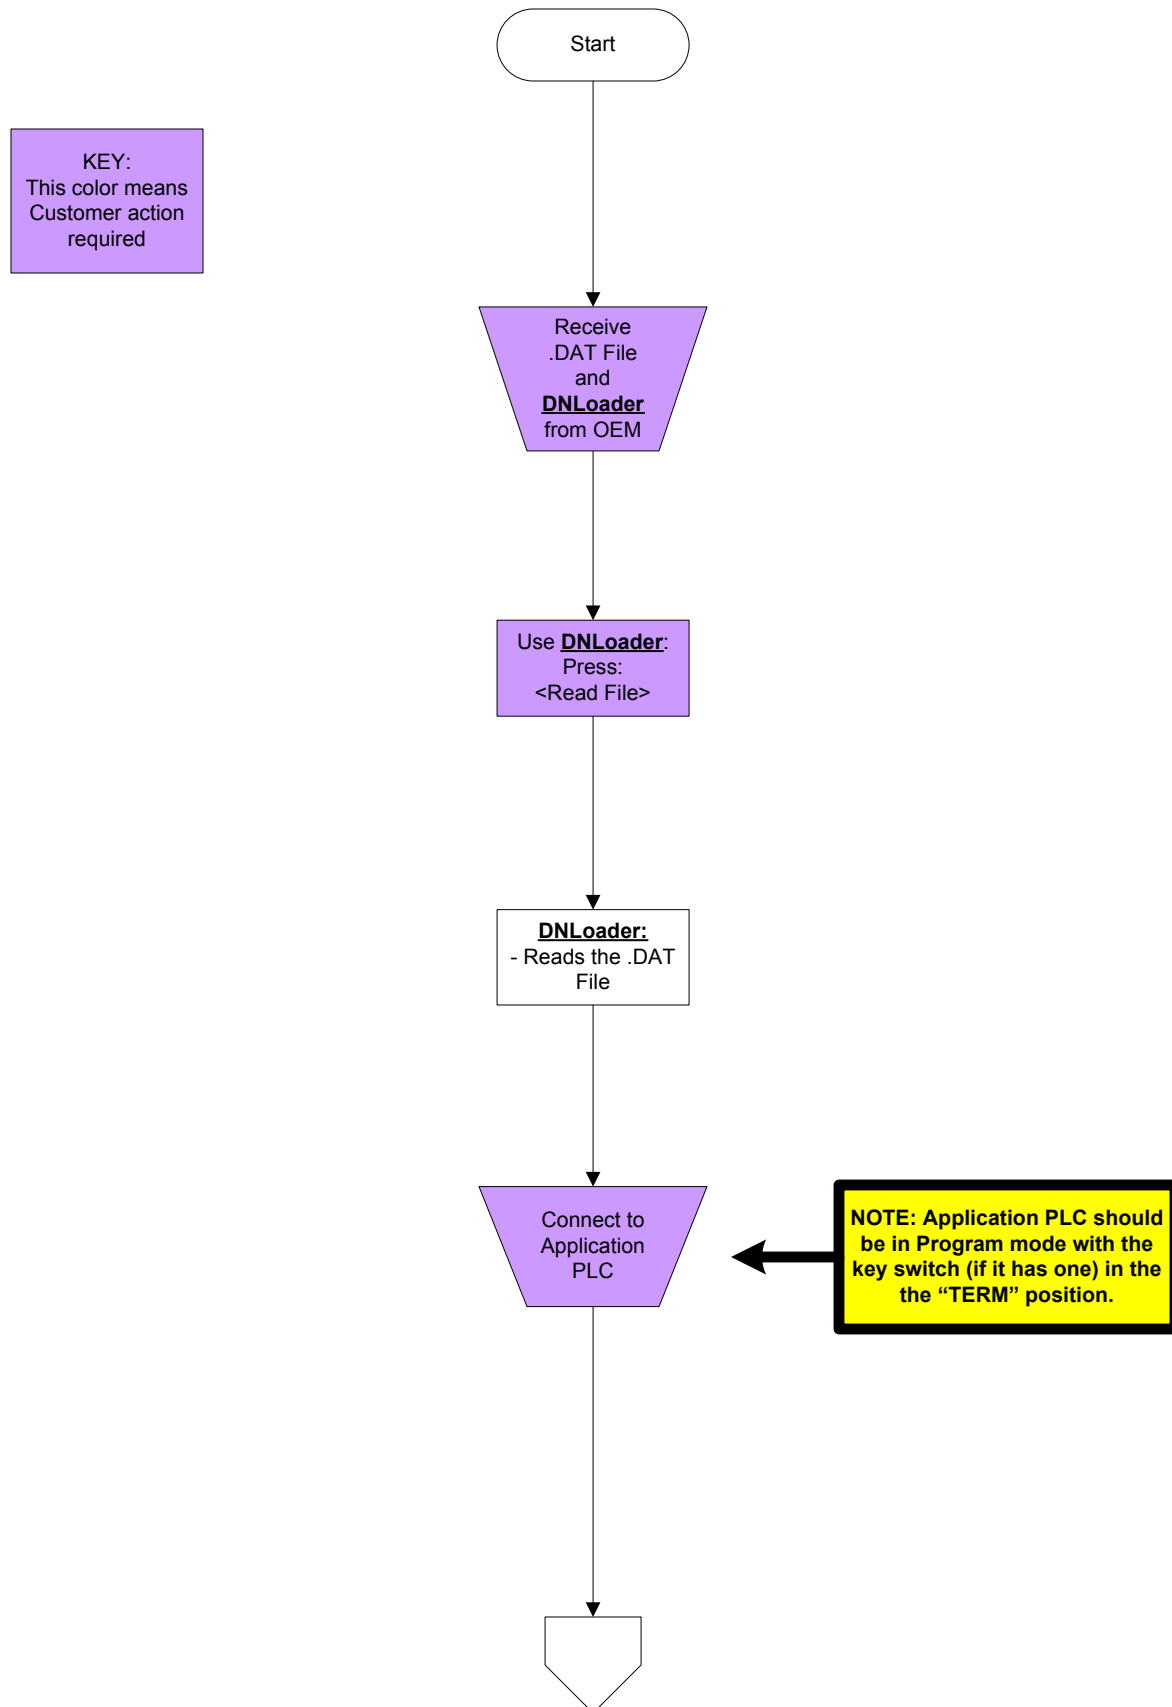 Start
KEY:
This color means
Customer action
required
Receive
.DAT File
and
DNLoader
from OEM
Use DNLoader:
Press:
<Read File>
DNLoader:
- Reads the .DAT
File
Connect to
Application
PLC
NOTE: Application PLC should
be in Program mode with the
key switch (if it has one) in the
the “TERM” position.